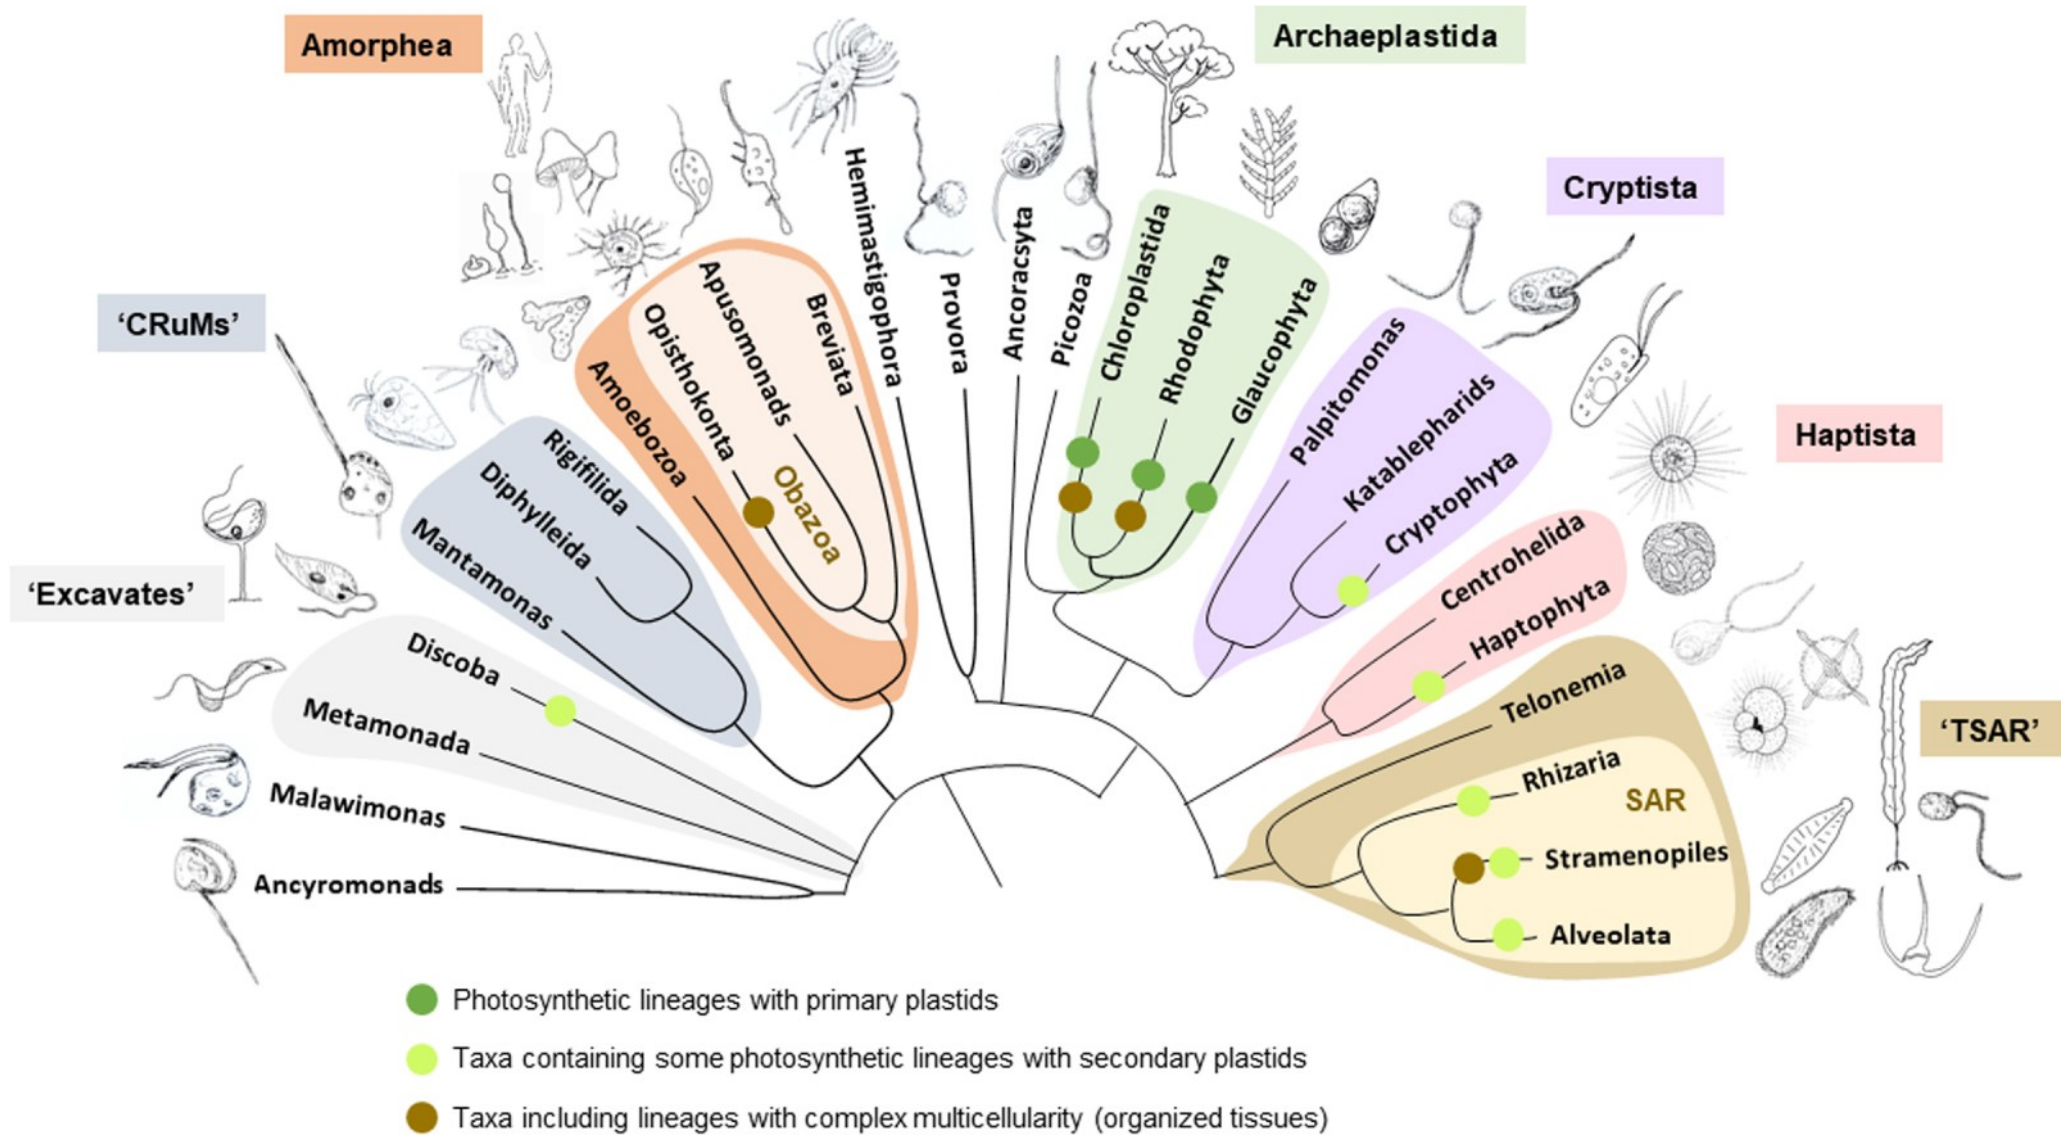 Amorphea
Archaeplastida
Cryptista
‘CRuMs’
Haptista
‘Excavates’
‘TSAR’
Ancyromonads
Malawimonas
Metamonada
Discoba
Mantamonas
Diphylleida
Rigifilida
Amoebozoa
Opisthokonta
Obazoa
Apusomonads
Breviata
Hemimastigophora
Provora
Ancoracsyta
Picozoa
Chloroplastida
Rhodophyta
Glaucophyta
Palpitomonas
Katablepharids
Cryptophyta
Centrohelida
Haptophyta
Telonemia
Rhizaria
SAR
Stramenopiles
Alveolata
Photosynthetic lineages with primary plastids
Taxa containing some photosynthetic lineages with secondary plastids
Taxa including lineages with complex multicellularity (organized tissues)